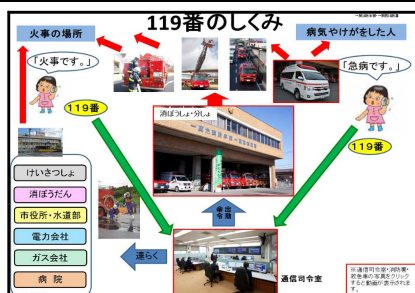 119番のしくみ
火事の場所
病気やけがをした人
「火事です。」
「急病です。」
119番
119番
消ぼうしょ・分しょ
けいさつしょ
消ぼうだん
市役所・水道部
電力会社
ガス会社
病院
連らく
出動
命令
通信司令室
※通信司令室・消防署・
救急車の写真をクリック
すると動画が表示されま
す。